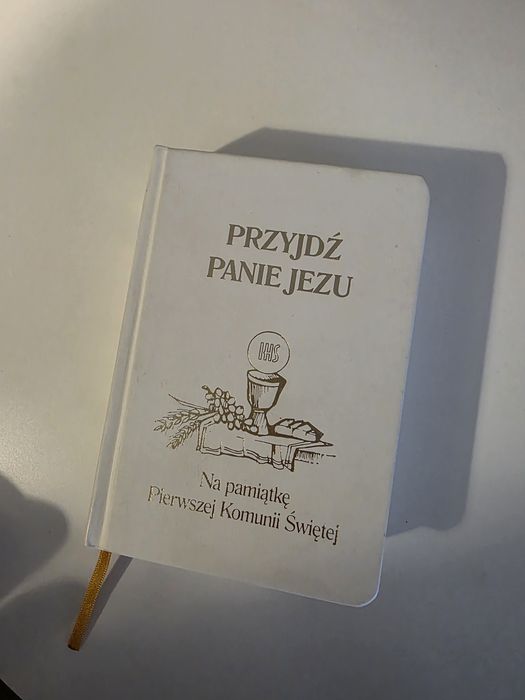 PRZYJDŹ
PANIE JEZU
IHS
Na pamiątkę
Pierwszej Komunii Świętej